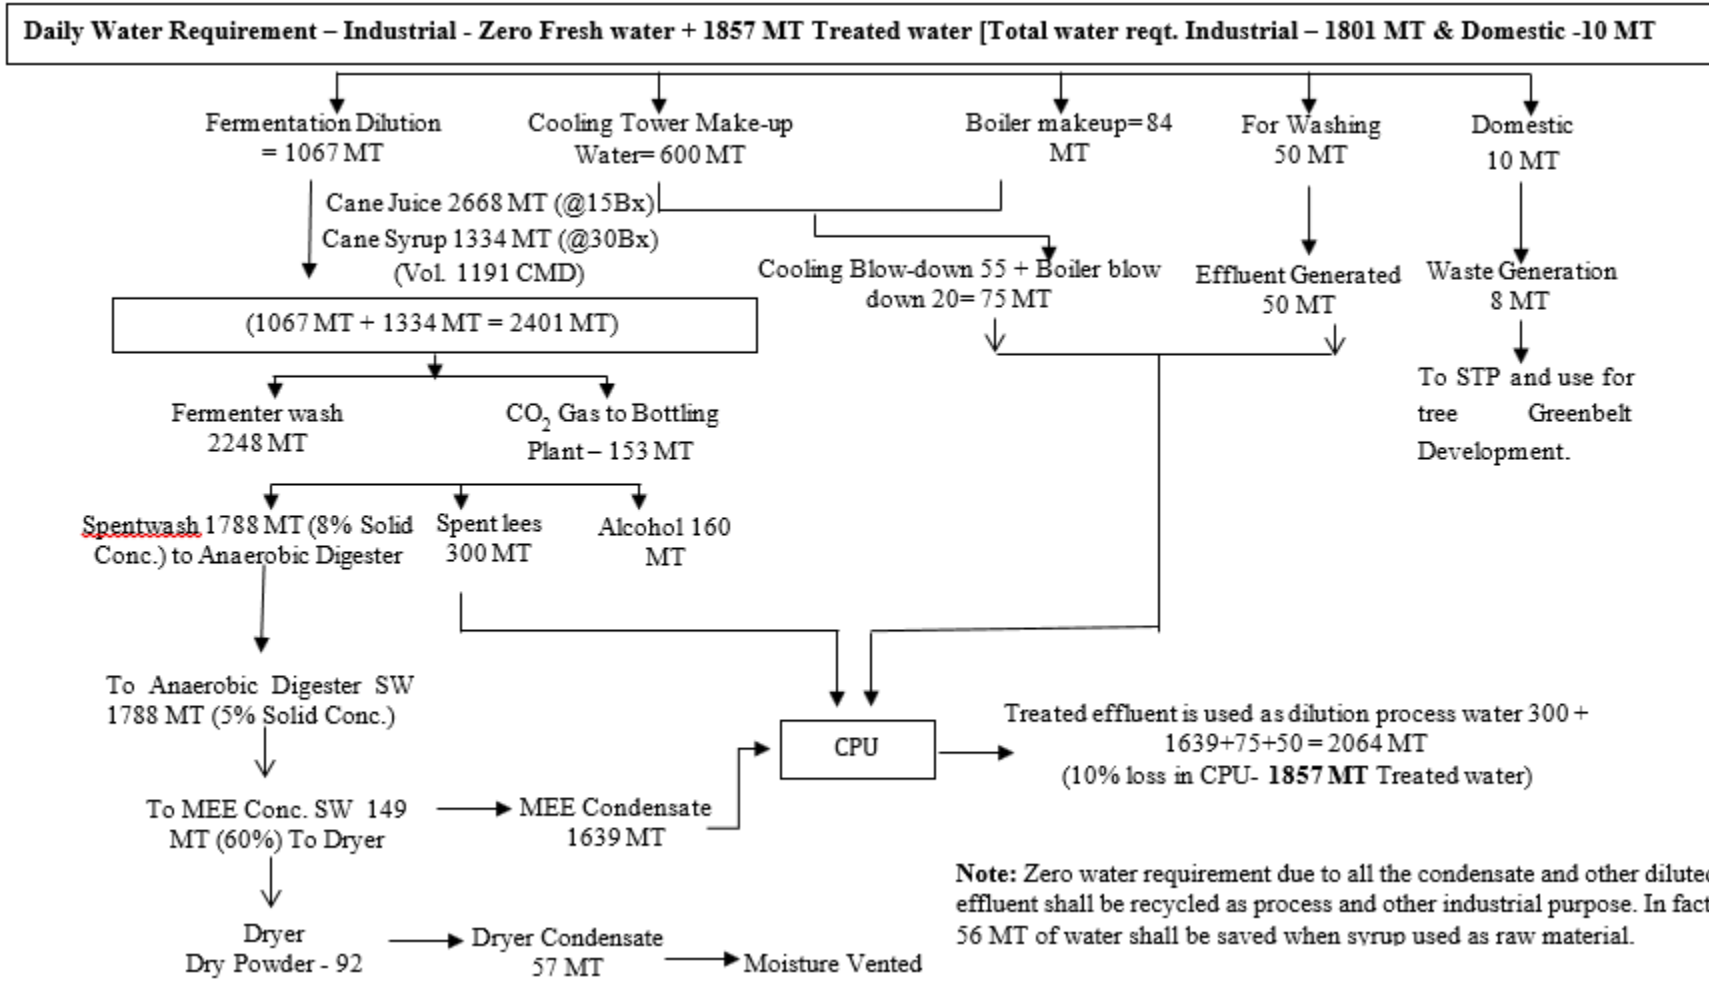 Daily Water Requirement – Industrial - Zero Fresh water + 1857 MT Treated water [Total water reqt. Industrial – 1801 MT & Domestic -10 MT
Fermentation Dilution
= 1067 MT
Cooling Tower Make-up
Water= 600 MT
Boiler makeup= 84
MT
For Washing
50 MT
Domestic
10 MT
Cane Juice 2668 MT (@15Bx)
Cane Syrup 1334 MT (@30Bx)
(Vol. 1191 CMD)
Cooling Blow-down 55 + Boiler blow
down 20= 75 MT
Effluent Generated
50 MT
Waste Generation
8 MT
(1067 MT + 1334 MT = 2401 MT)
To STP and use for
tree Greenbelt
Development.
Fermenter wash
2248 MT
CO2 Gas to Bottling
Plant – 153 MT
Spentwash 1788 MT (8% Solid
Conc.) to Anaerobic Digester
Spent lees
300 MT
Alcohol 160
MT
To Anaerobic Digester SW
1788 MT (5% Solid Conc.)
CPU
Treated effluent is used as dilution process water 300 +
1639+75+50 = 2064 MT
(10% loss in CPU- 1857 MT Treated water)
To MEE Conc. SW 149
MT (60%) To Dryer
MEE Condensate
1639 MT
Note: Zero water requirement due to all the condensate and other diluted
effluent shall be recycled as process and other industrial purpose. In fact
56 MT of water shall be saved when syrup used as raw material.
Dryer
Dry Powder - 92
Dryer Condensate
57 MT
Moisture Vented